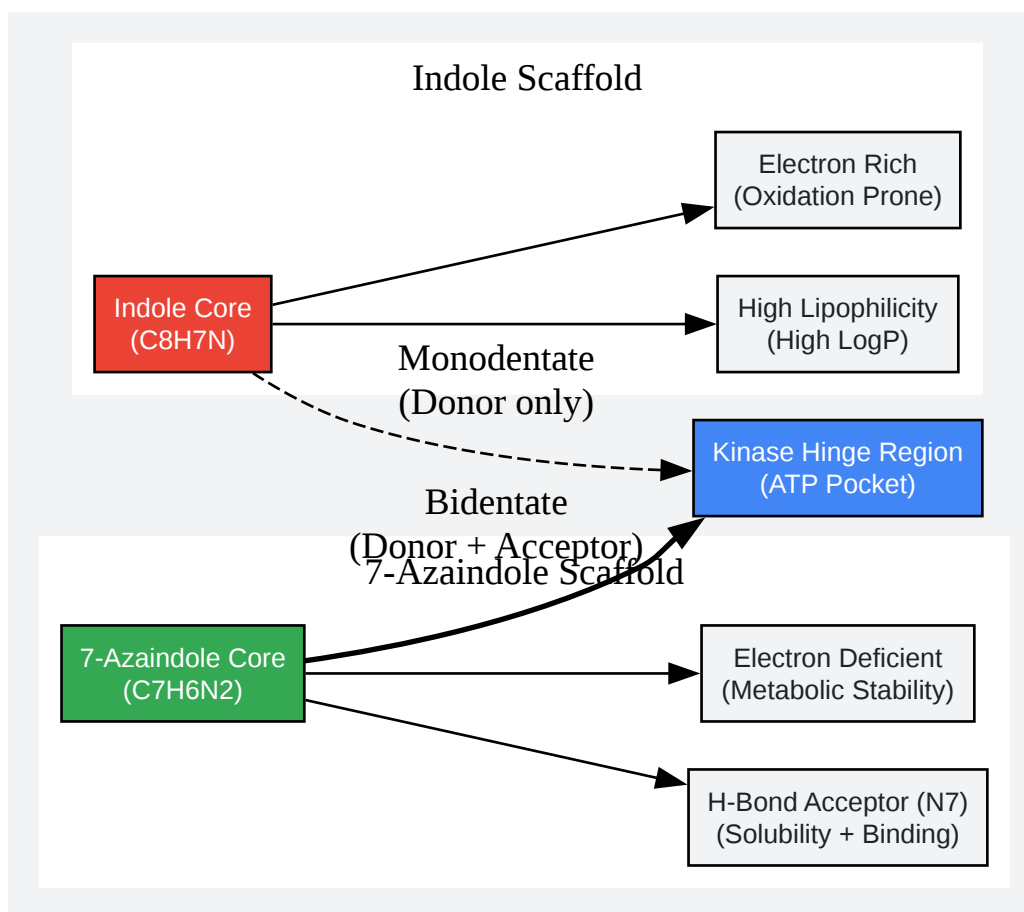 Indole Scaffold
Electron Rich
(Oxidation Prone)
Indole Core
(C8H7N)
High Lipophilicity
(High LogP)
Monodentate
(Donor only)
Kinase Hinge Region
(ATP Pocket)
Bidentate
(Donor + Acceptor)
7-Azaindole Scaffold
7-Azaindole Core
(C7H6N2)
Electron Deficient
(Metabolic Stability)
H-Bond Acceptor (N7)
(Solubility + Binding)